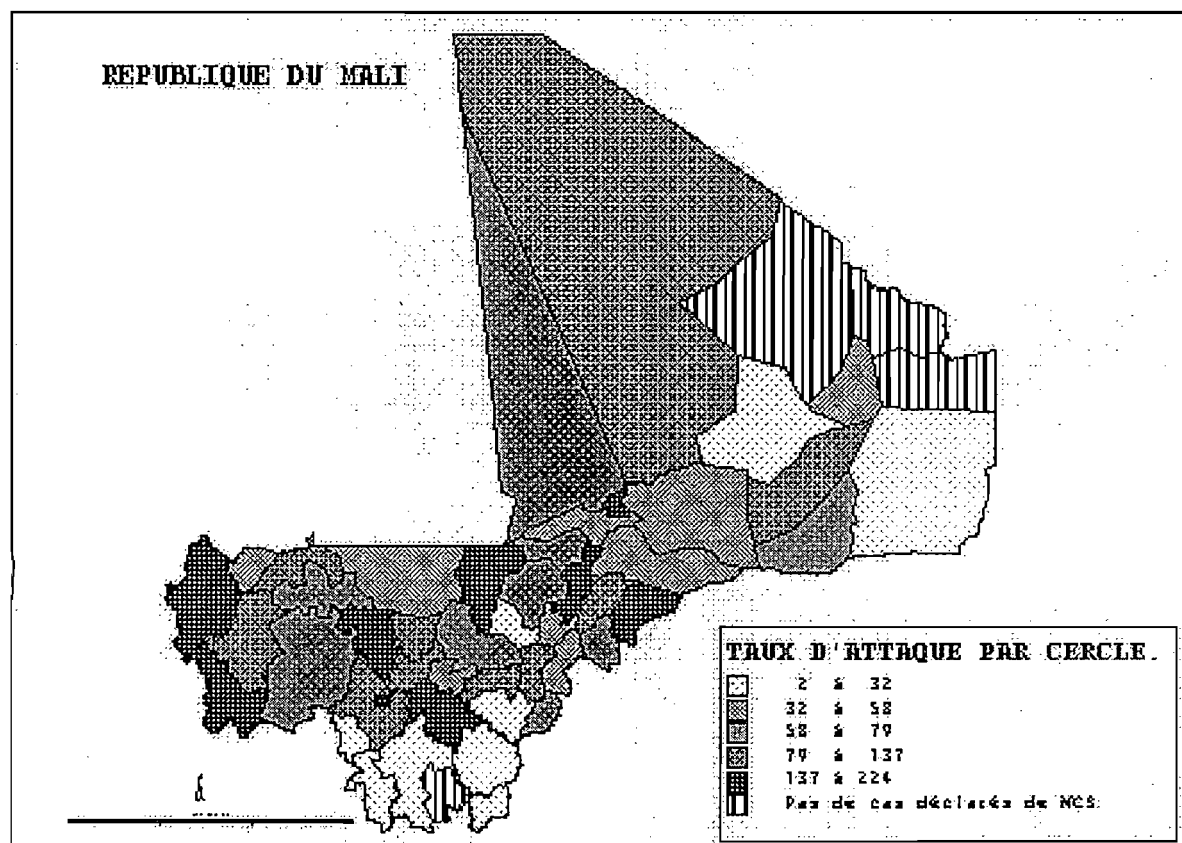 REPUBLIQUE DU MALI
TAUX D'ATTAQUE PAR CERCLE.
2 à 32
32 à 58
58 à 79
79 à 137
137 à 224
Pas de cas déclarés de MCS